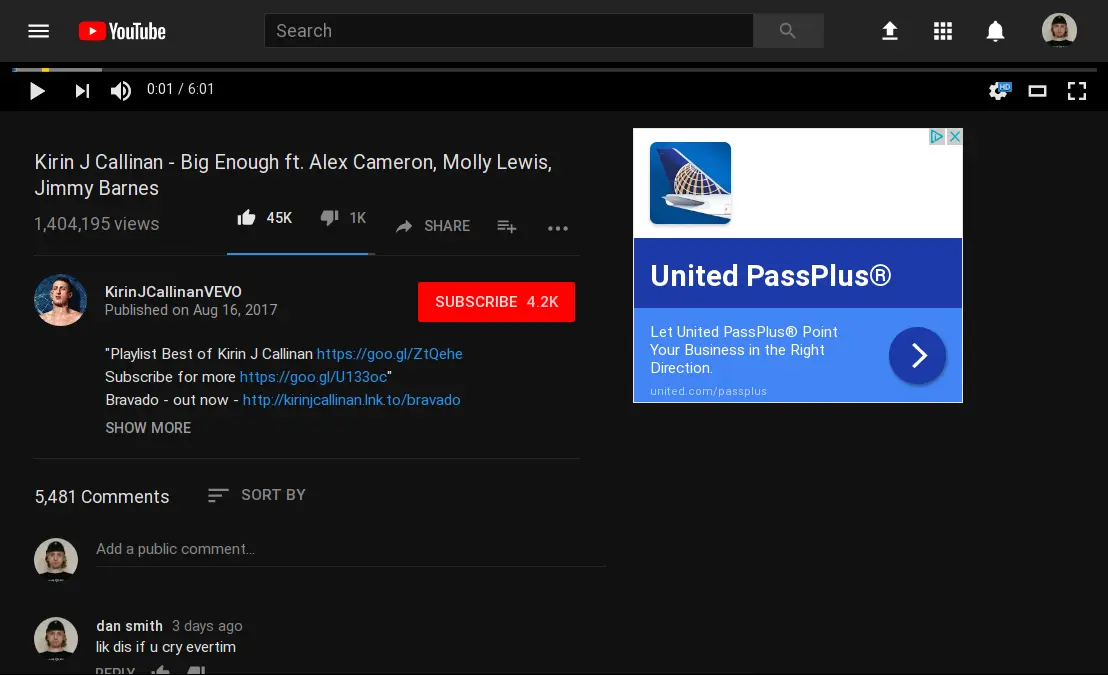 YouTube
Search
0:01 / 6:01
HD
Kirin J Callinan - Big Enough ft. Alex Cameron, Molly Lewis,
Jimmy Barnes
1,404,195 views
45K
1K
SHARE
KirinJCallinanVEVO
Published on Aug 16, 2017
SUBSCRIBE 4.2K
"Playlist Best of Kirin J Callinan https://goo.gl/ZtQehe
Subscribe for more https://goo.gl/U133oc"
Bravado - out now - http://kirinjcallinan.lnk.to/bravado
SHOW MORE
United PassPlus®
Let United PassPlus® Point
Your Business in the Right
Direction.
united.com/passplus
5,481 Comments
SORT BY
Add a public comment...
dan smith 3 days ago
lik dis if u cry evertim
REPLY